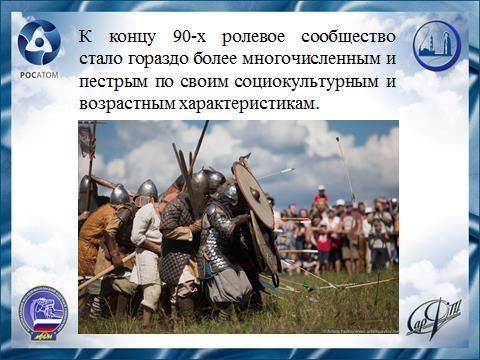 К концу 90-х ролевое сообщество
стало гораздо более многочисленным и
пестрым по своим социокультурным и
возрастным характеристикам.
РОСАТОМ